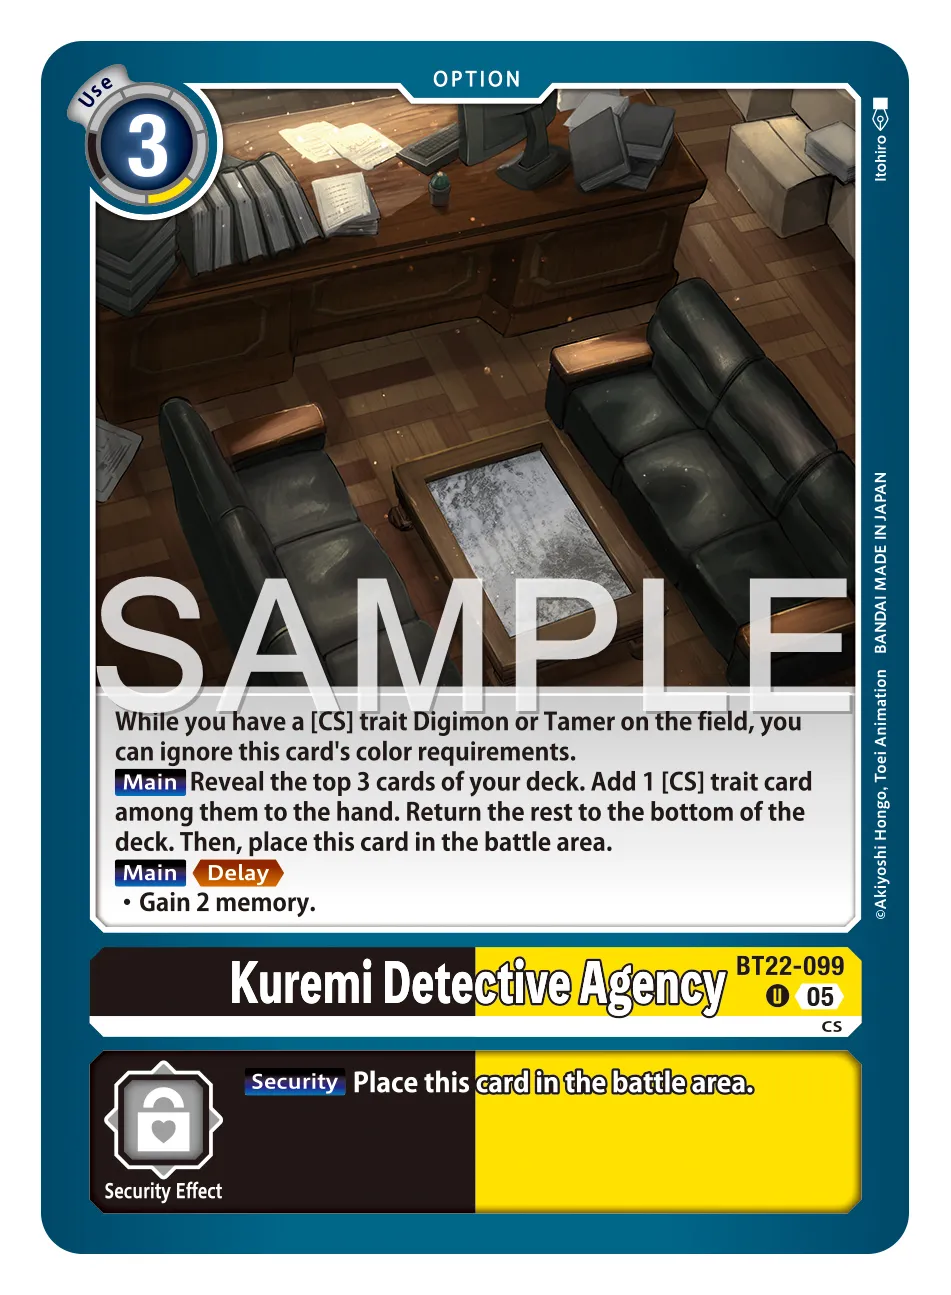 OPTION
Use
3
Itohiro
SAMPLE
While you have a [CS] trait Digimon or Tamer on the field, you
can ignore this card's color requirements.
Main Reveal the top 3 cards of your deck. Add 1 [CS] trait card
among them to the hand. Return the rest to the bottom of the
deck. Then, place this card in the battle area.
Main Delay
・Gain 2 memory.
©Akiyoshi Hongo, Toei Animation BANDAI MADE IN JAPAN
Kuremi Detective Agency
BT22-099
U 05
CS
Security Place this card in the battle area.
Security Effect